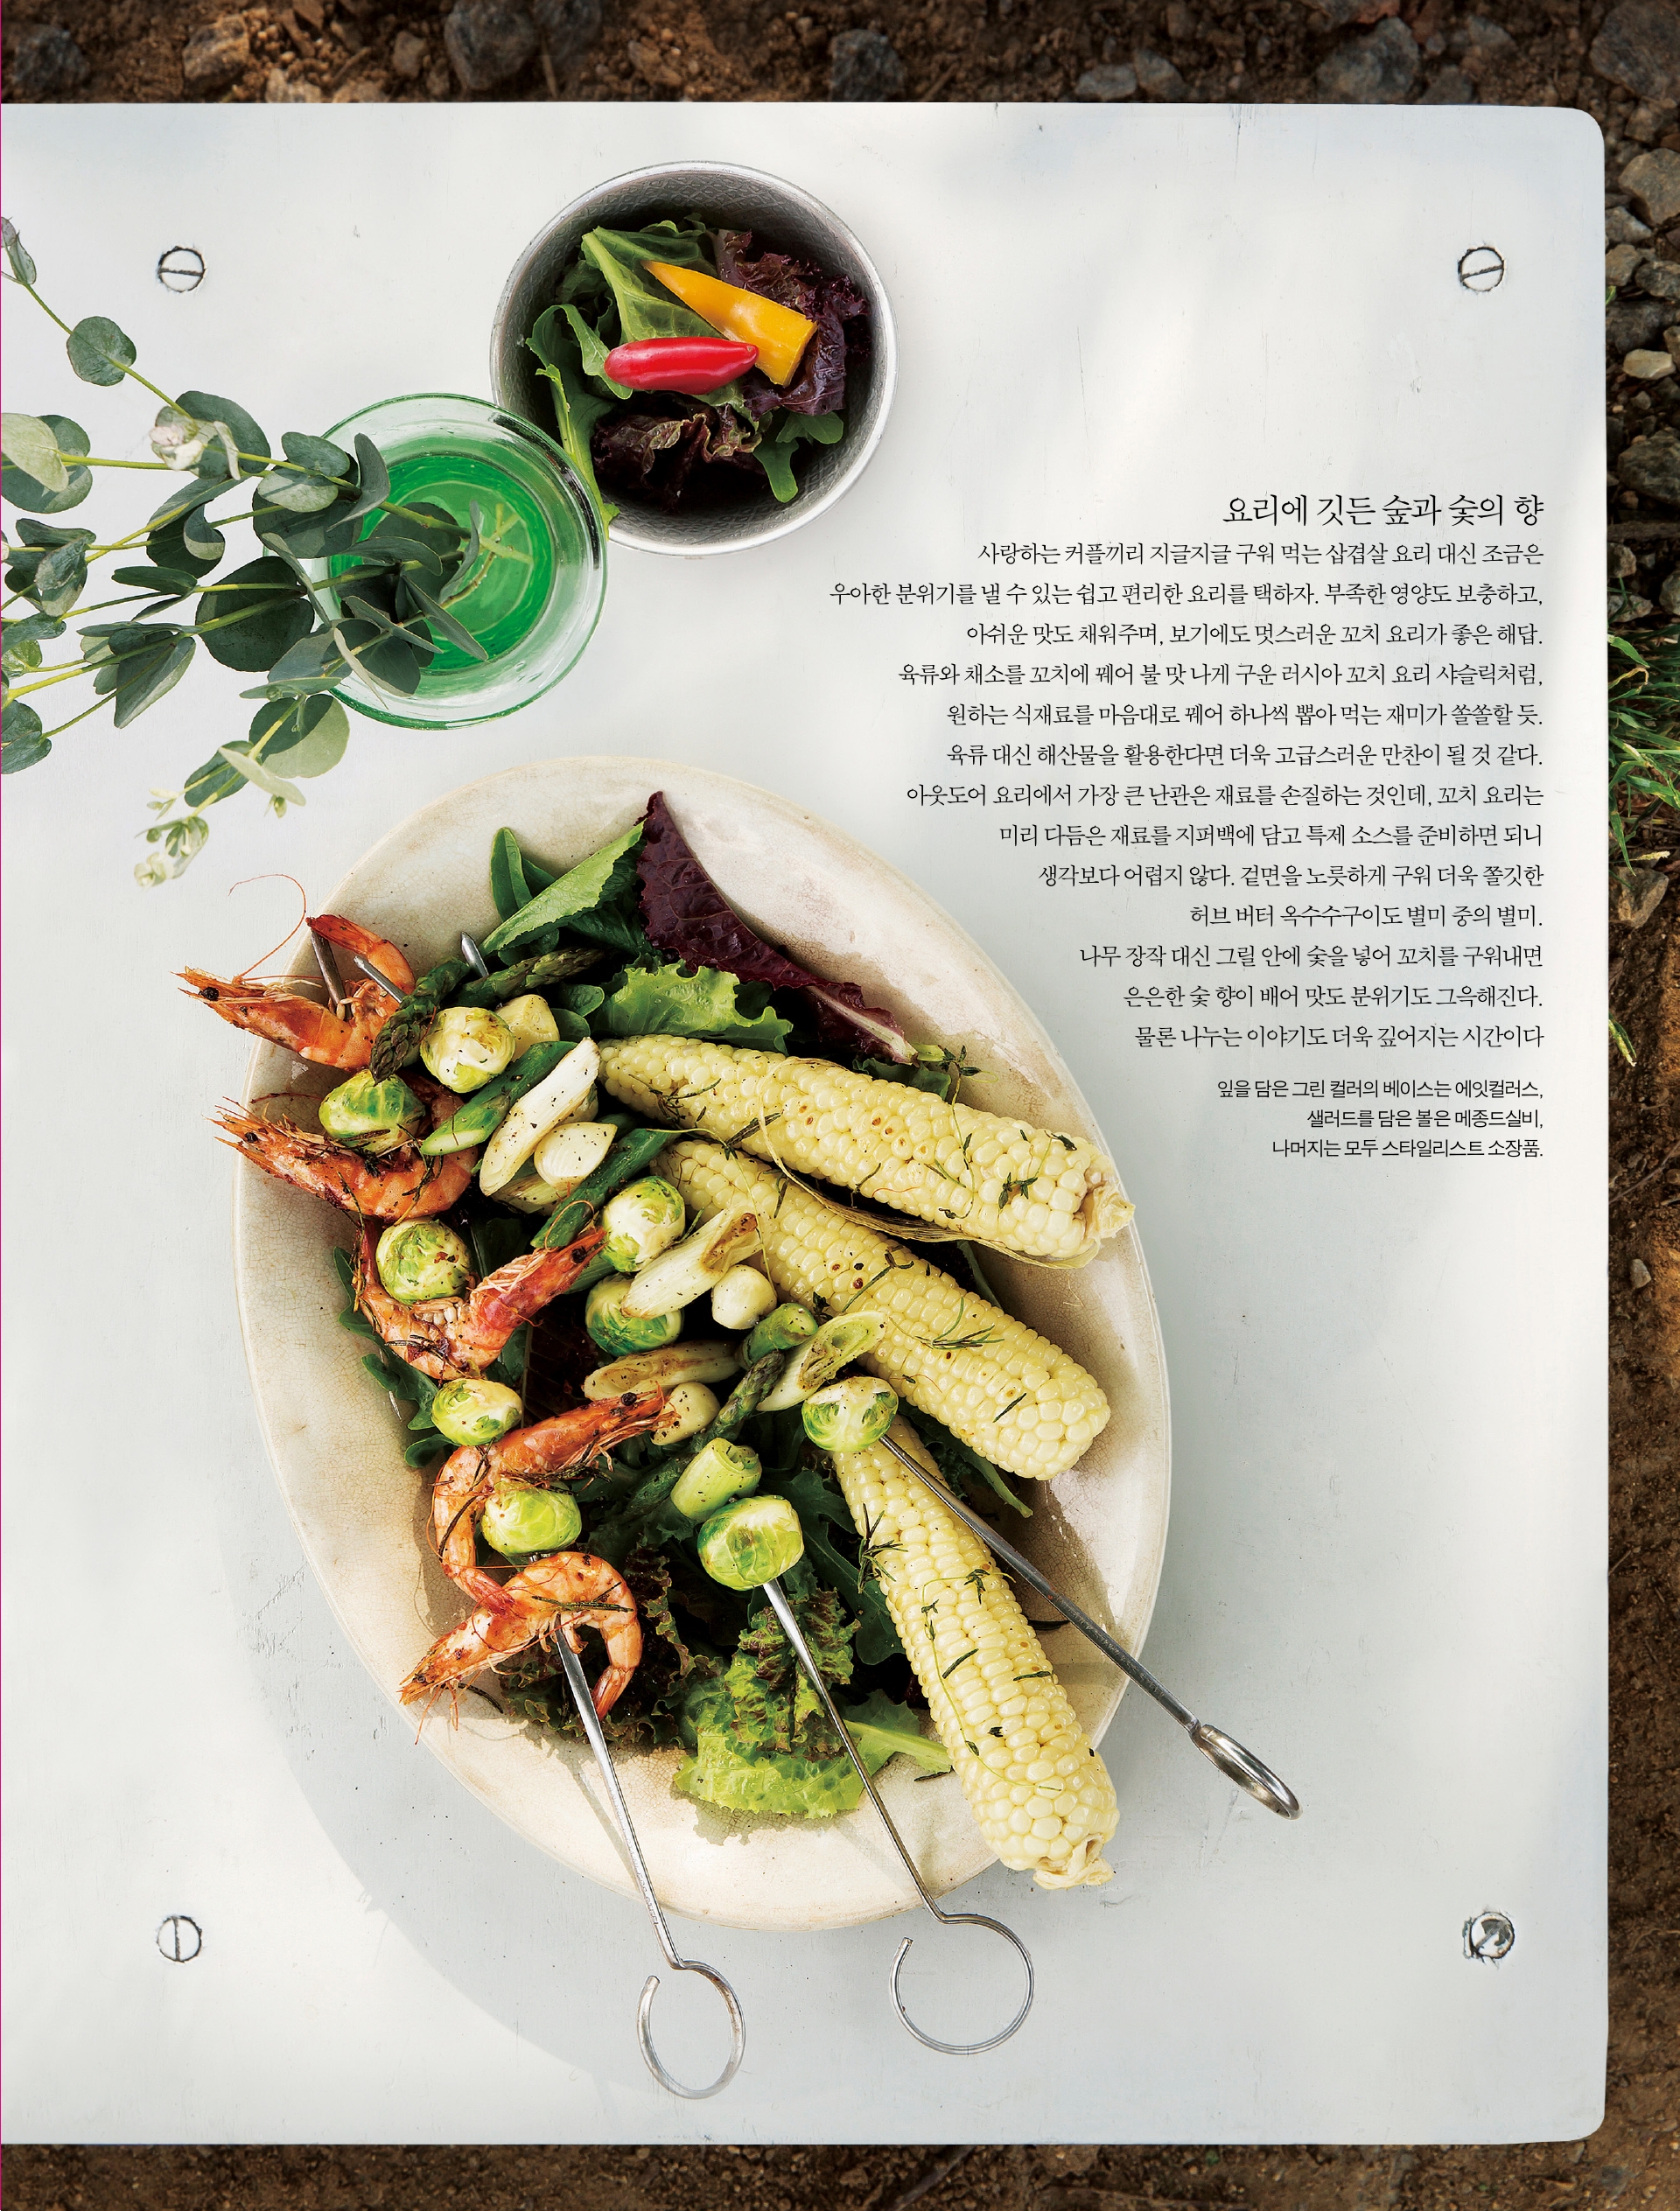 요리에 깃든 숲과 숯의 향
사랑하는 커플끼리 지글지글 구워 먹는 삽겹살 요리 대신 조금은
우아한 분위기를 낼 수 있는 쉽고 편리한 요리를 택하자. 부족한 영양도 보충하고,
아쉬운 맛도 채워주며, 보기에도 멋스러운 꼬치 요리가 좋은 해답.
육류와 채소를 꼬치에 꿰어 불 맛 나게 구운 러시아 꼬치 요리 샤슬릭처럼,
원하는 식재료를 마음대로 꿰어 하나씩 뽑아 먹는 재미가 쏠쏠할 듯.
육류 대신 해산물을 활용한다면 더욱 고급스러운 만찬이 될 것 같다.
아웃도어 요리에서 가장 큰 난관은 재료를 손질하는 것인데, 꼬치 요리는
미리 다듬은 재료를 지퍼백에 담고 특제 소스를 준비하면 되니
생각보다 어렵지 않다. 겉면을 노릇하게 구워 더욱 쫄깃한
허브 버터 옥수수구이도 별미 중의 별미.
나무 장작 대신 그릴 안에 숯을 넣어 꼬치를 구워내면
은은한 숯 향이 배어 맛도 분위기도 그윽해진다.
물론 나누는 이야기도 더욱 깊어지는 시간이다
잎을 담은 그린 컬러의 베이스는 에잇컬러스,
샐러드를 담은 볼은 메종드실비,
나머지는 모두 스타일리스트 소장품.